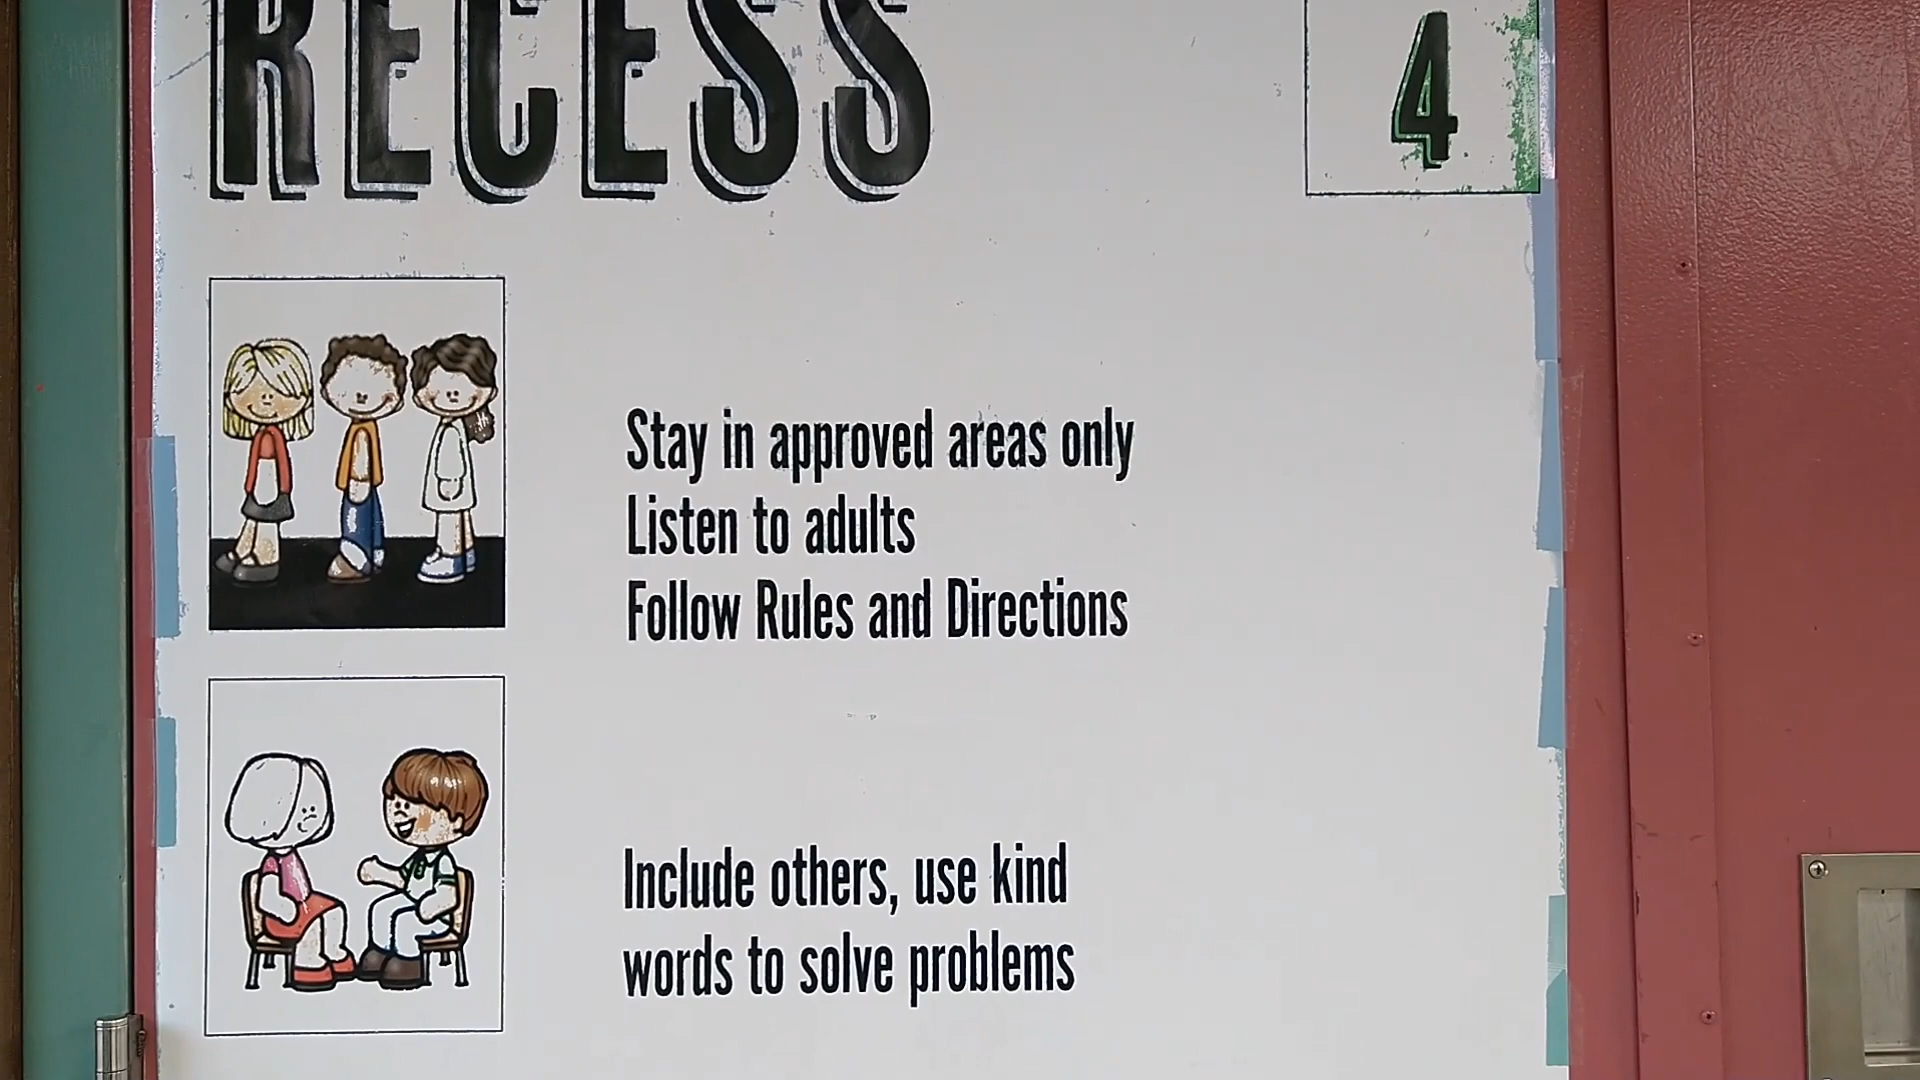 RECESS
4
Stay in approved areas only
Listen to adults
Follow Rules and Directions
Include others, use kind
words to solve problems